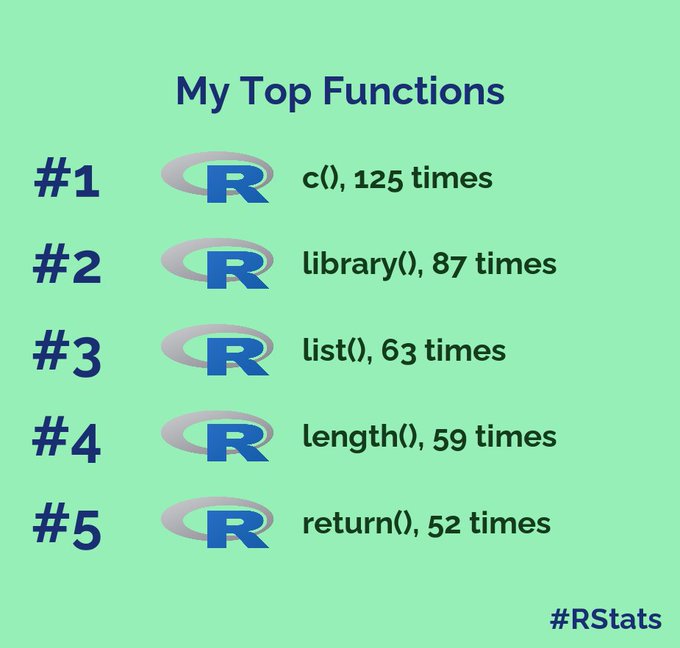 My Top Functions
#1 R c(), 125 times
#2 R library(), 87 times
#3 R list(), 63 times
#4 R length(), 59 times
#5 R return(), 52 times
#RStats